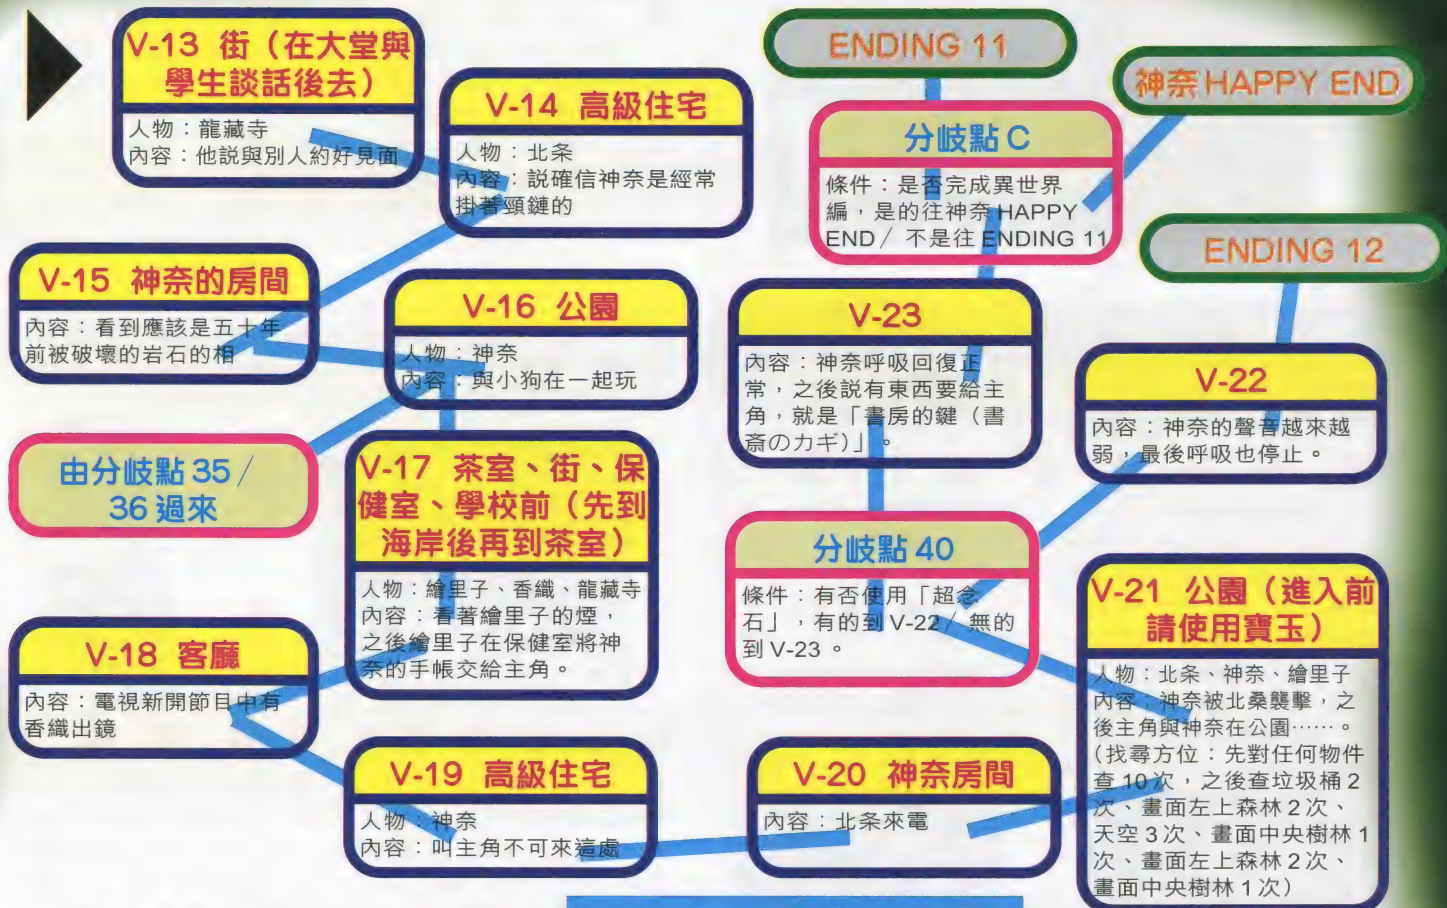 V-13 街（在大堂與
學生談話後去）
人物：龍藏寺
內容：他説與別人約好見面
V-14 高級住宅
人物：北条
內容：説確信神奈是經常
掛著頸鏈的
V-15 神奈的房間
內容：看到應該是五十年
前被破壞的岩石的相
V-16 公園
人物：神奈
內容：與小狗在一起玩
由分岐點 35／
36 過來
V-17 茶室、街、保
健室、學校前（先到
海岸後再到茶室）
人物：繪里子、香織、龍藏寺
內容：看著繪里子的煙，
之後繪里子在保健室將神
奈的手帳交給主角。
V-18 客廳
內容：電視新開節目中有
香織出鏡
V-19 高級住宅
人物：神奈
內容：叫主角不可來這處
V-20 神奈房間
內容：北条來電
V-21 公園（進入前
請使用寶玉）
人物：北条、神奈、繪里子
內容：神奈被北桑襲擊，之
後主角與神奈在公園……。
（找尋方位：先對任何物件
查 10 次，之後查垃圾桶 2
次、畫面左上森林 2 次、
天空 3 次、畫面中央樹林 1
次、畫面左上森林 2 次、
畫面中央樹林 1 次）
分岐點 40
條件：有否使用「超念
石」，有的到 V-22／無的
到 V-23 。
V-22
內容：神奈的聲音越來越
弱，最後呼吸也停止。
ENDING 12
V-23
內容：神奈呼吸回復正
常，之後説有東西要給主
角，就是「書房的鍵（書
斎のカギ）」。
分岐點 C
條件：是否完成異世界
編，是的往神奈 HAPPY
END／ 不是往 ENDING 11
ENDING 11
神奈 HAPPY END